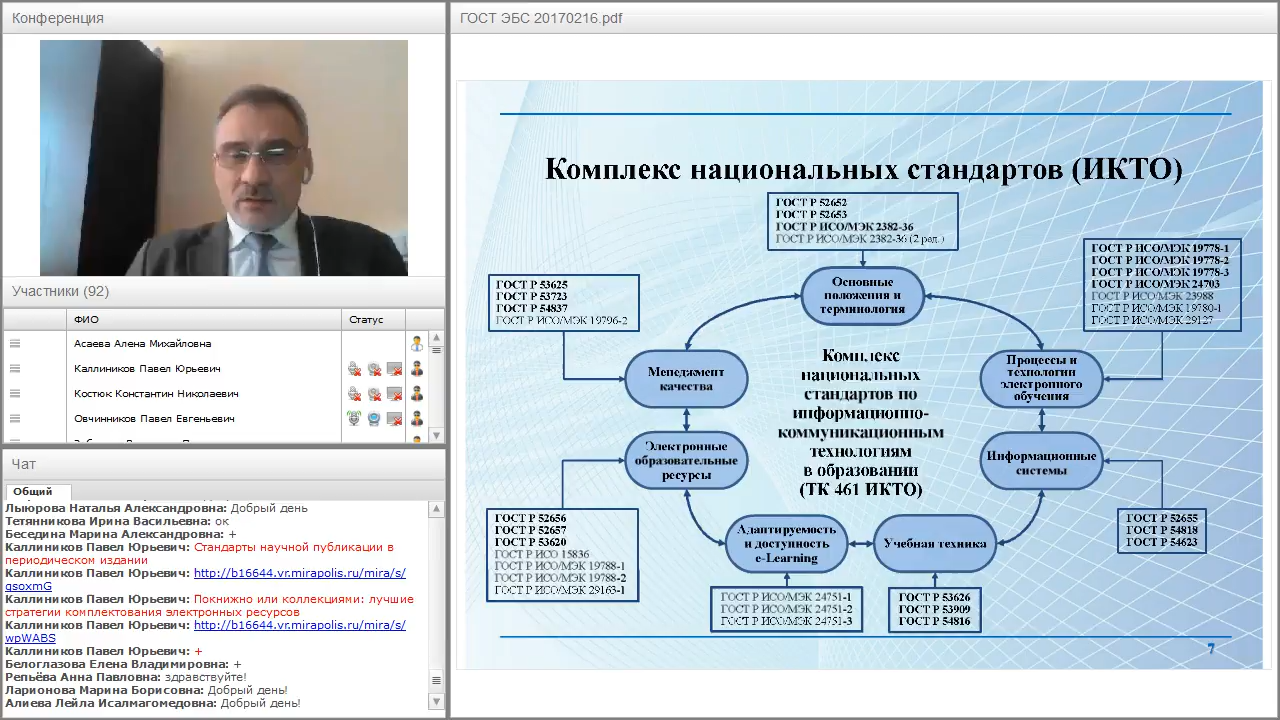 Конференция
Участники (92)
ФИО
Статус
Асаева Алена Михайловна
Каллиников Павел Юрьевич
Костюк Константин Николаевич
Овчинников Павел Евгеньевич
Чат
Общий
Лыюрова Наталья Александровна: Добрый день
Тетянникова Ирина Васильевна: ок
Беседина Марина Александровна: +
Каллиников Павел Юрьевич: Стандарты научной публикации в
периодическом издании
Каллиников Павел Юрьевич: http://b16644.vr.mirapolis.ru/mira/s/
gsoxmG
Каллиников Павел Юрьевич: Покнижно или коллекциями: лучшие
стратегии комплектования электронных ресурсов
Каллиников Павел Юрьевич: http://b16644.vr.mirapolis.ru/mira/s/
wpWABS
Каллиников Павел Юрьевич: +
Белоглазова Елена Владимировна: +
Репьёва Анна Павловна: здравствуйте!
Ларионова Марина Борисовна: Добрый день!
Алиева Лейла Исалмагомедовна: Добрый день!
ГОСТ ЭБС 20170216.pdf
Комплекс национальных стандартов (ИКТО)
ГОСТ Р 52652
ГОСТ Р 52653
ГОСТ Р ИСО/МЭК 2382-36
ГОСТ Р ИСО/МЭК 2382-36 (2 ред.)
Основные
положения и
терминология
ГОСТ Р ИСО/МЭК 19778-1
ГОСТ Р ИСО/МЭК 19778-2
ГОСТ Р ИСО/МЭК 19778-3
ГОСТ Р ИСО/МЭК 24703
ГОСТ Р ИСО/МЭК 23988
ГОСТ Р ИСО/МЭК 19780-1
ГОСТ Р ИСО/МЭК 29127
Процессы и
технологии
электронного
обучения
ГОСТ Р 53625
ГОСТ Р 53723
ГОСТ Р 54837
ГОСТ Р ИСО/МЭК 19796-2
Менеджмент
качества
Комплекс
национальных
стандартов по
информационно-
коммуникационным
технологиям
в образовании
(ТК 461 ИКТО)
Электронные
образовательные
ресурсы
Информационные
системы
ГОСТ Р 52656
ГОСТ Р 52657
ГОСТ Р 53620
ГОСТ Р ИСО 15836
ГОСТ Р ИСО/МЭК 19788-1
ГОСТ Р ИСО/МЭК 19788-2
ГОСТ Р ИСО/МЭК 29163-1
Адаптируемость
и доступность
e-Learning
Учебная техника
ГОСТ Р 52655
ГОСТ Р 54818
ГОСТ Р 54623
ГОСТ Р ИСО/МЭК 24751-1
ГОСТ Р ИСО/МЭК 24751-2
ГОСТ Р ИСО/МЭК 24751-3
ГОСТ Р 53626
ГОСТ Р 53909
ГОСТ Р 54816
7